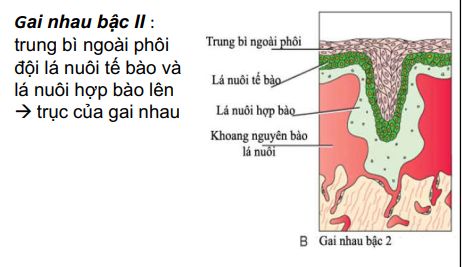 Gai nhau bậc II :
trung bì ngoài phôi
đội lá nuôi tế bào và
lá nuôi hợp bào lên
→ trục của gai nhau
Trung bì ngoài phôi
Lá nuôi tế bào
Lá nuôi hợp bào
Khoang nguyên bào
lá nuôi
B Gai nhau bậc 2